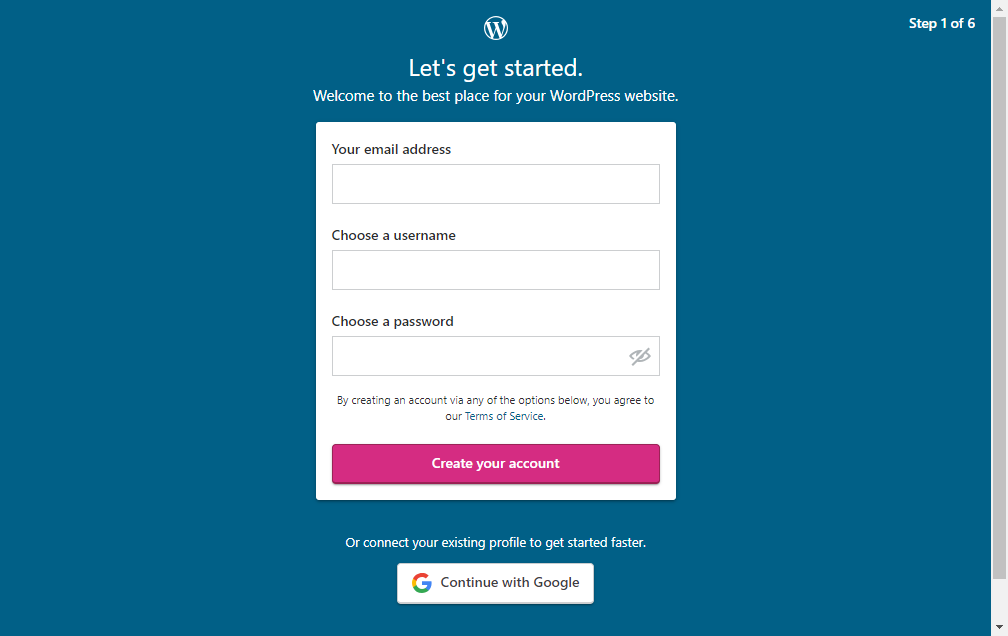 Step 1 of 6
Let's get started.
Welcome to the best place for your WordPress website.
Your email address
Choose a username
Choose a password
By creating an account via any of the options below, you agree to
our Terms of Service.
Create your account
Or connect your existing profile to get started faster.
Continue with Google